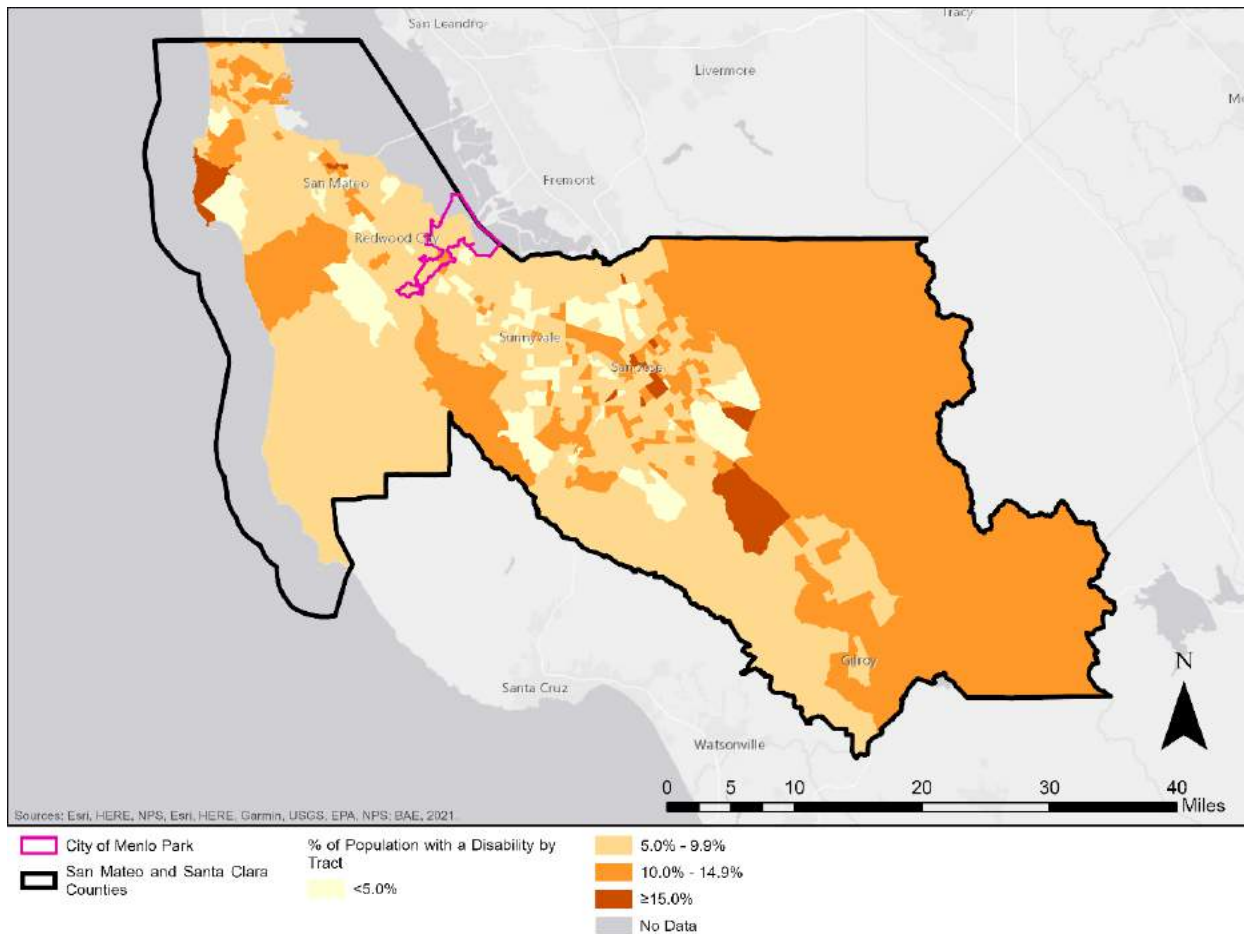 San Leandro
Tracy
Livermore
Fremont
San Mateo
Redwood City
Sunnyvale
San Jose
Gilroy
Santa Cruz
Watsonville
N
0 5 10 20 30 40
Miles
Sources: Esri, HERE, NPS, Esri, HERE, Garmin, USGS, EPA, NPS; BAE, 2021.
City of Menlo Park
San Mateo and Santa Clara
Counties
% of Population with a Disability by
Tract
<5.0%
5.0% - 9.9%
10.0% - 14.9%
≥15.0%
No Data